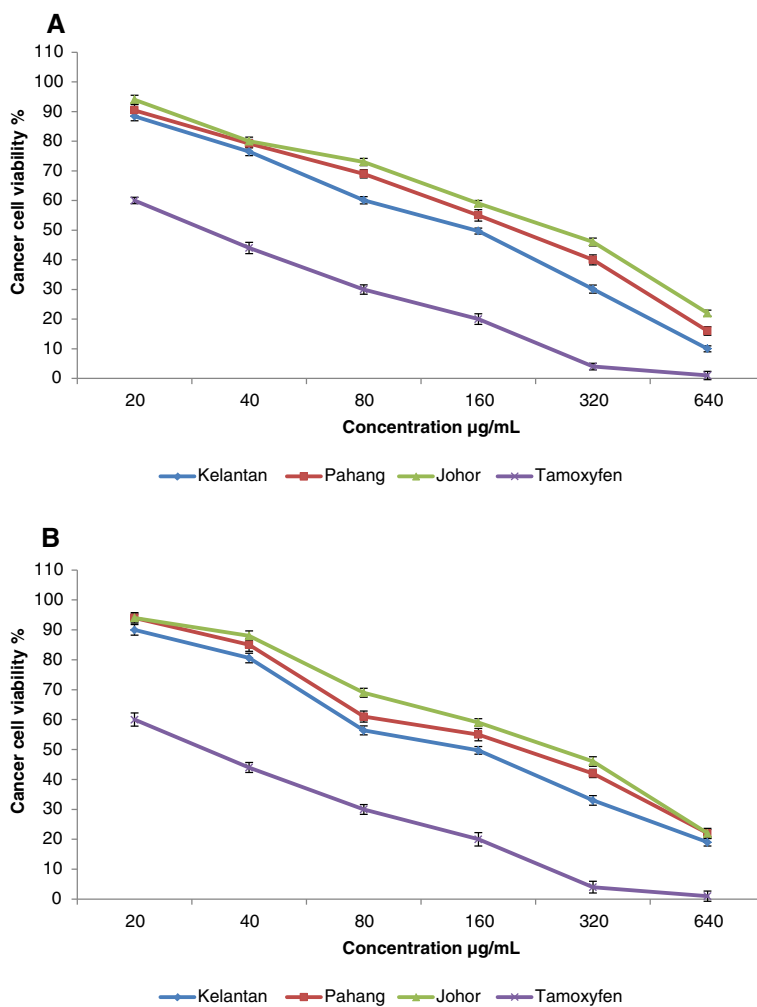 A
Cancer cell viability %
110
100
90
80
70
60
50
40
30
20
10
0
20 40 80 160 320 640
Concentration µg/mL
Kelantan Pahang Johor Tamoxyfen
B
Cancer cell viability %
110
100
90
80
70
60
50
40
30
20
10
0
20 40 80 160 320 640
Concentration µg/mL
Kelantan Pahang Johor Tamoxyfen